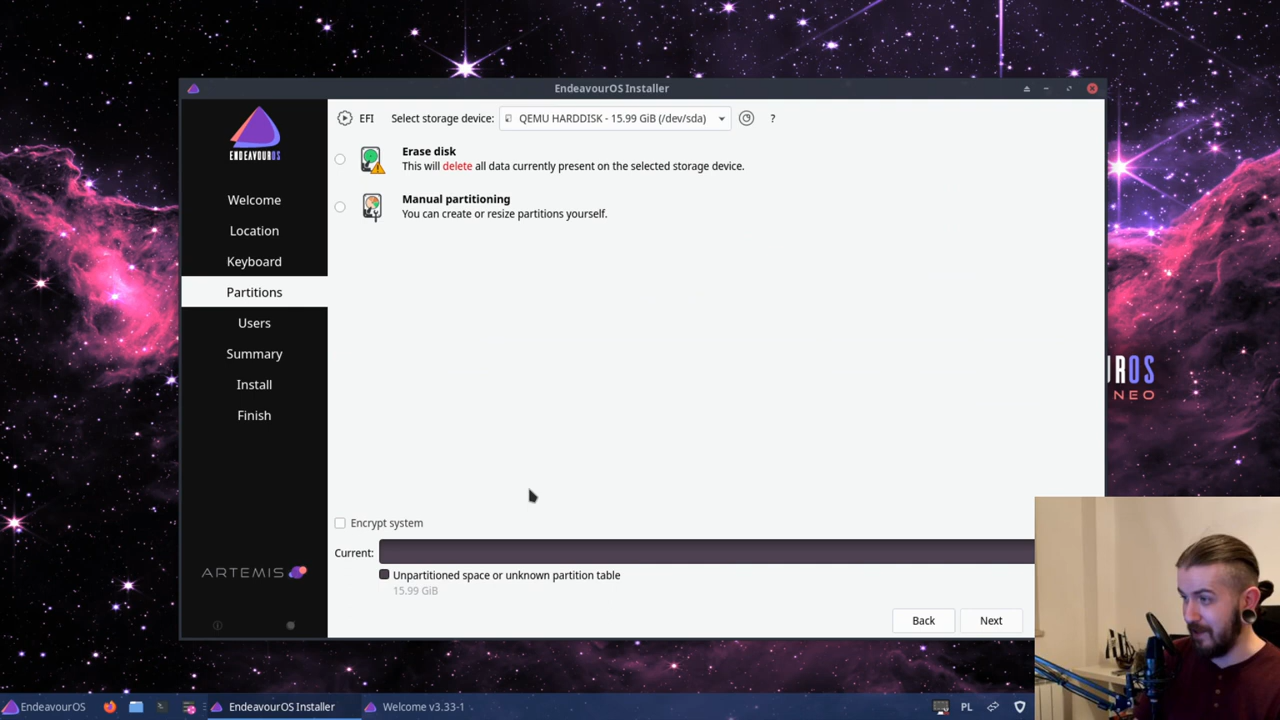 EndeavourOS Installer
ENDEAVOUROS
Welcome
Location
Keyboard
Partitions
Users
Summary
Install
Finish
ARTEMIS
EFI
Select storage device:
QEMU HARDDISK - 15.99 GiB (/dev/sda)
?
Erase disk
This will delete all data currently present on the selected storage device.
Manual partitioning
You can create or resize partitions yourself.
Encrypt system
Current:
Unpartitioned space or unknown partition table
15.99 GiB
Back
Next
UROS
NEO
EndeavourOS
EndeavourOS Installer
Welcome v3.33-1
PL